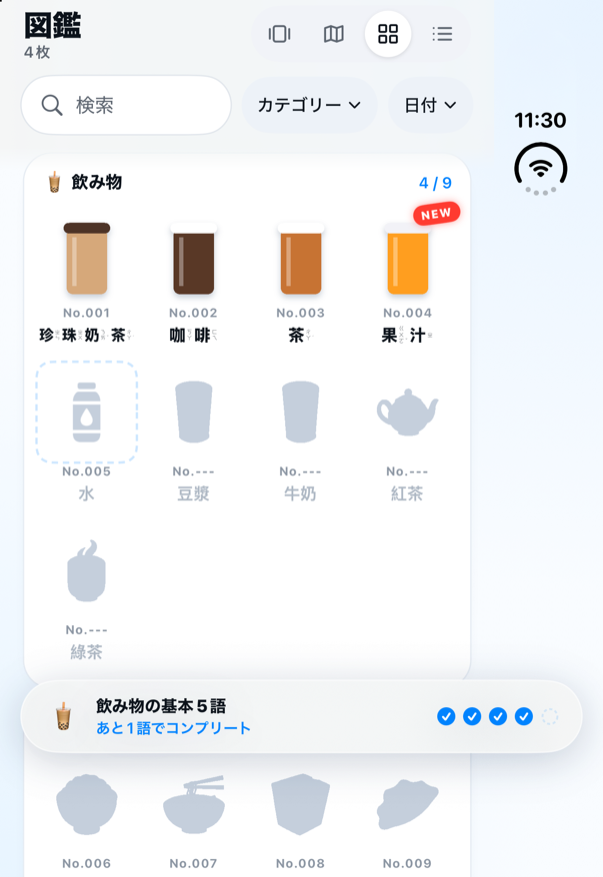 図鑑
4枚
検索
カテゴリー
日付
11:30
飲み物
4 / 9
NEW
No.001
No.002
No.003
No.004
珍珠奶茶
咖啡
茶
果汁
No.005
No.---
No.---
No.---
水
豆漿
牛奶
紅茶
No.---
綠茶
飲み物の基本5語
あと1語でコンプリート
No.006
No.007
No.008
No.009